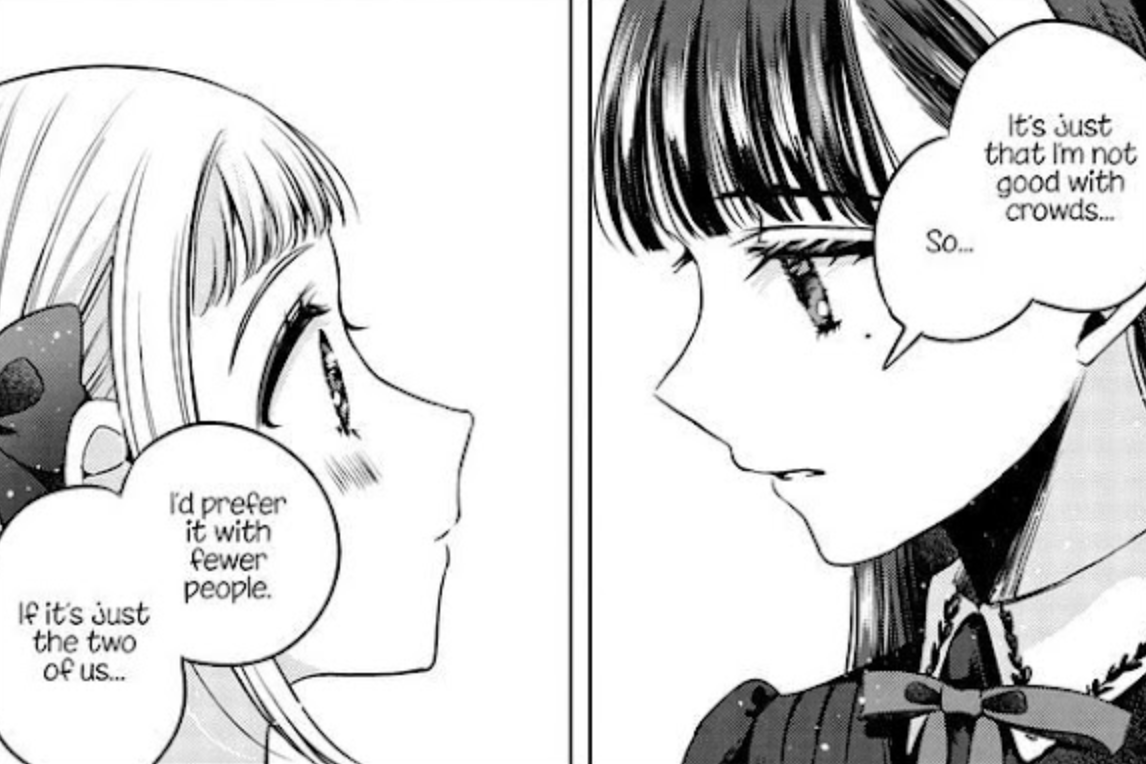 It's just
that I'm not
good with
crowds...
So...
I'd prefer
it with
fewer
people.
If it's just
the two
of us...